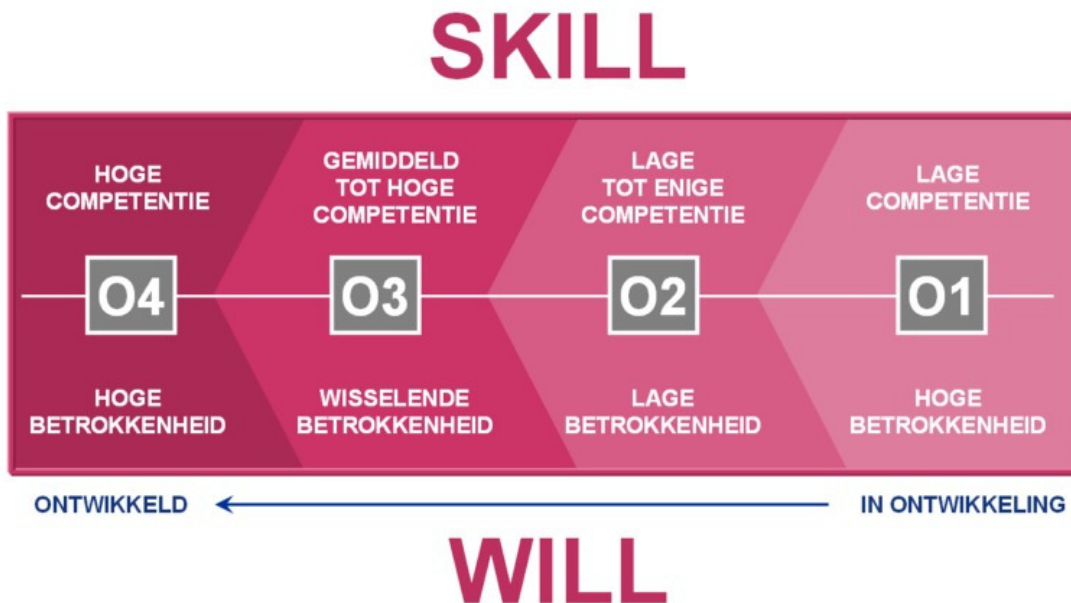 SKILL
HOGE
COMPETENTIE
GEMIDDELD
TOT HOGE
COMPETENTIE
LAGE
TOT ENIGE
COMPETENTIE
LAGE
COMPETENTIE
O4
O3
O2
O1
HOGE
BETROKKENHEID
WISSELENDE
BETROKKENHEID
LAGE
BETROKKENHEID
HOGE
BETROKKENHEID
ONTWIKKELD
IN ONTWIKKELING
WILL